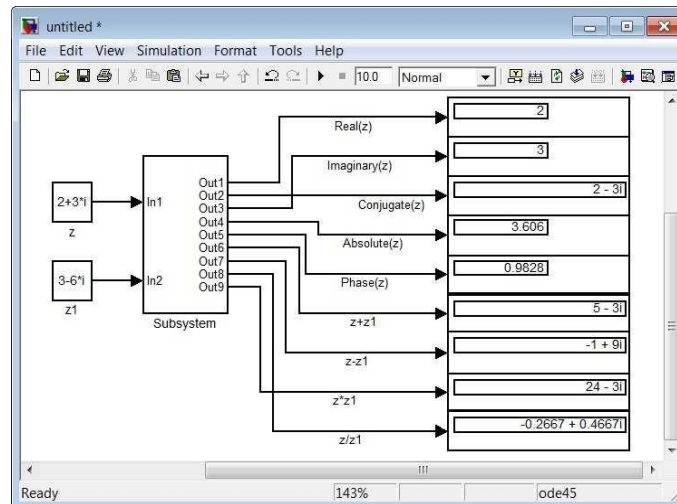 untitled *
File Edit View Simulation Format Tools Help
10.0 Normal
2+3*i
z
3-6*i
z1
In1
In2
Out1
Out2
Out3
Out4
Out5
Out6
Out7
Out8
Out9
Subsystem
Real(z)
2
Imaginary(z)
3
Conjugate(z)
2 - 3i
Absolute(z)
3.606
Phase(z)
0.9828
z+z1
5 - 3i
z-z1
-1 + 9i
z*z1
24 - 3i
z/z1
-0.2667 + 0.4667i
Ready 143% ode45